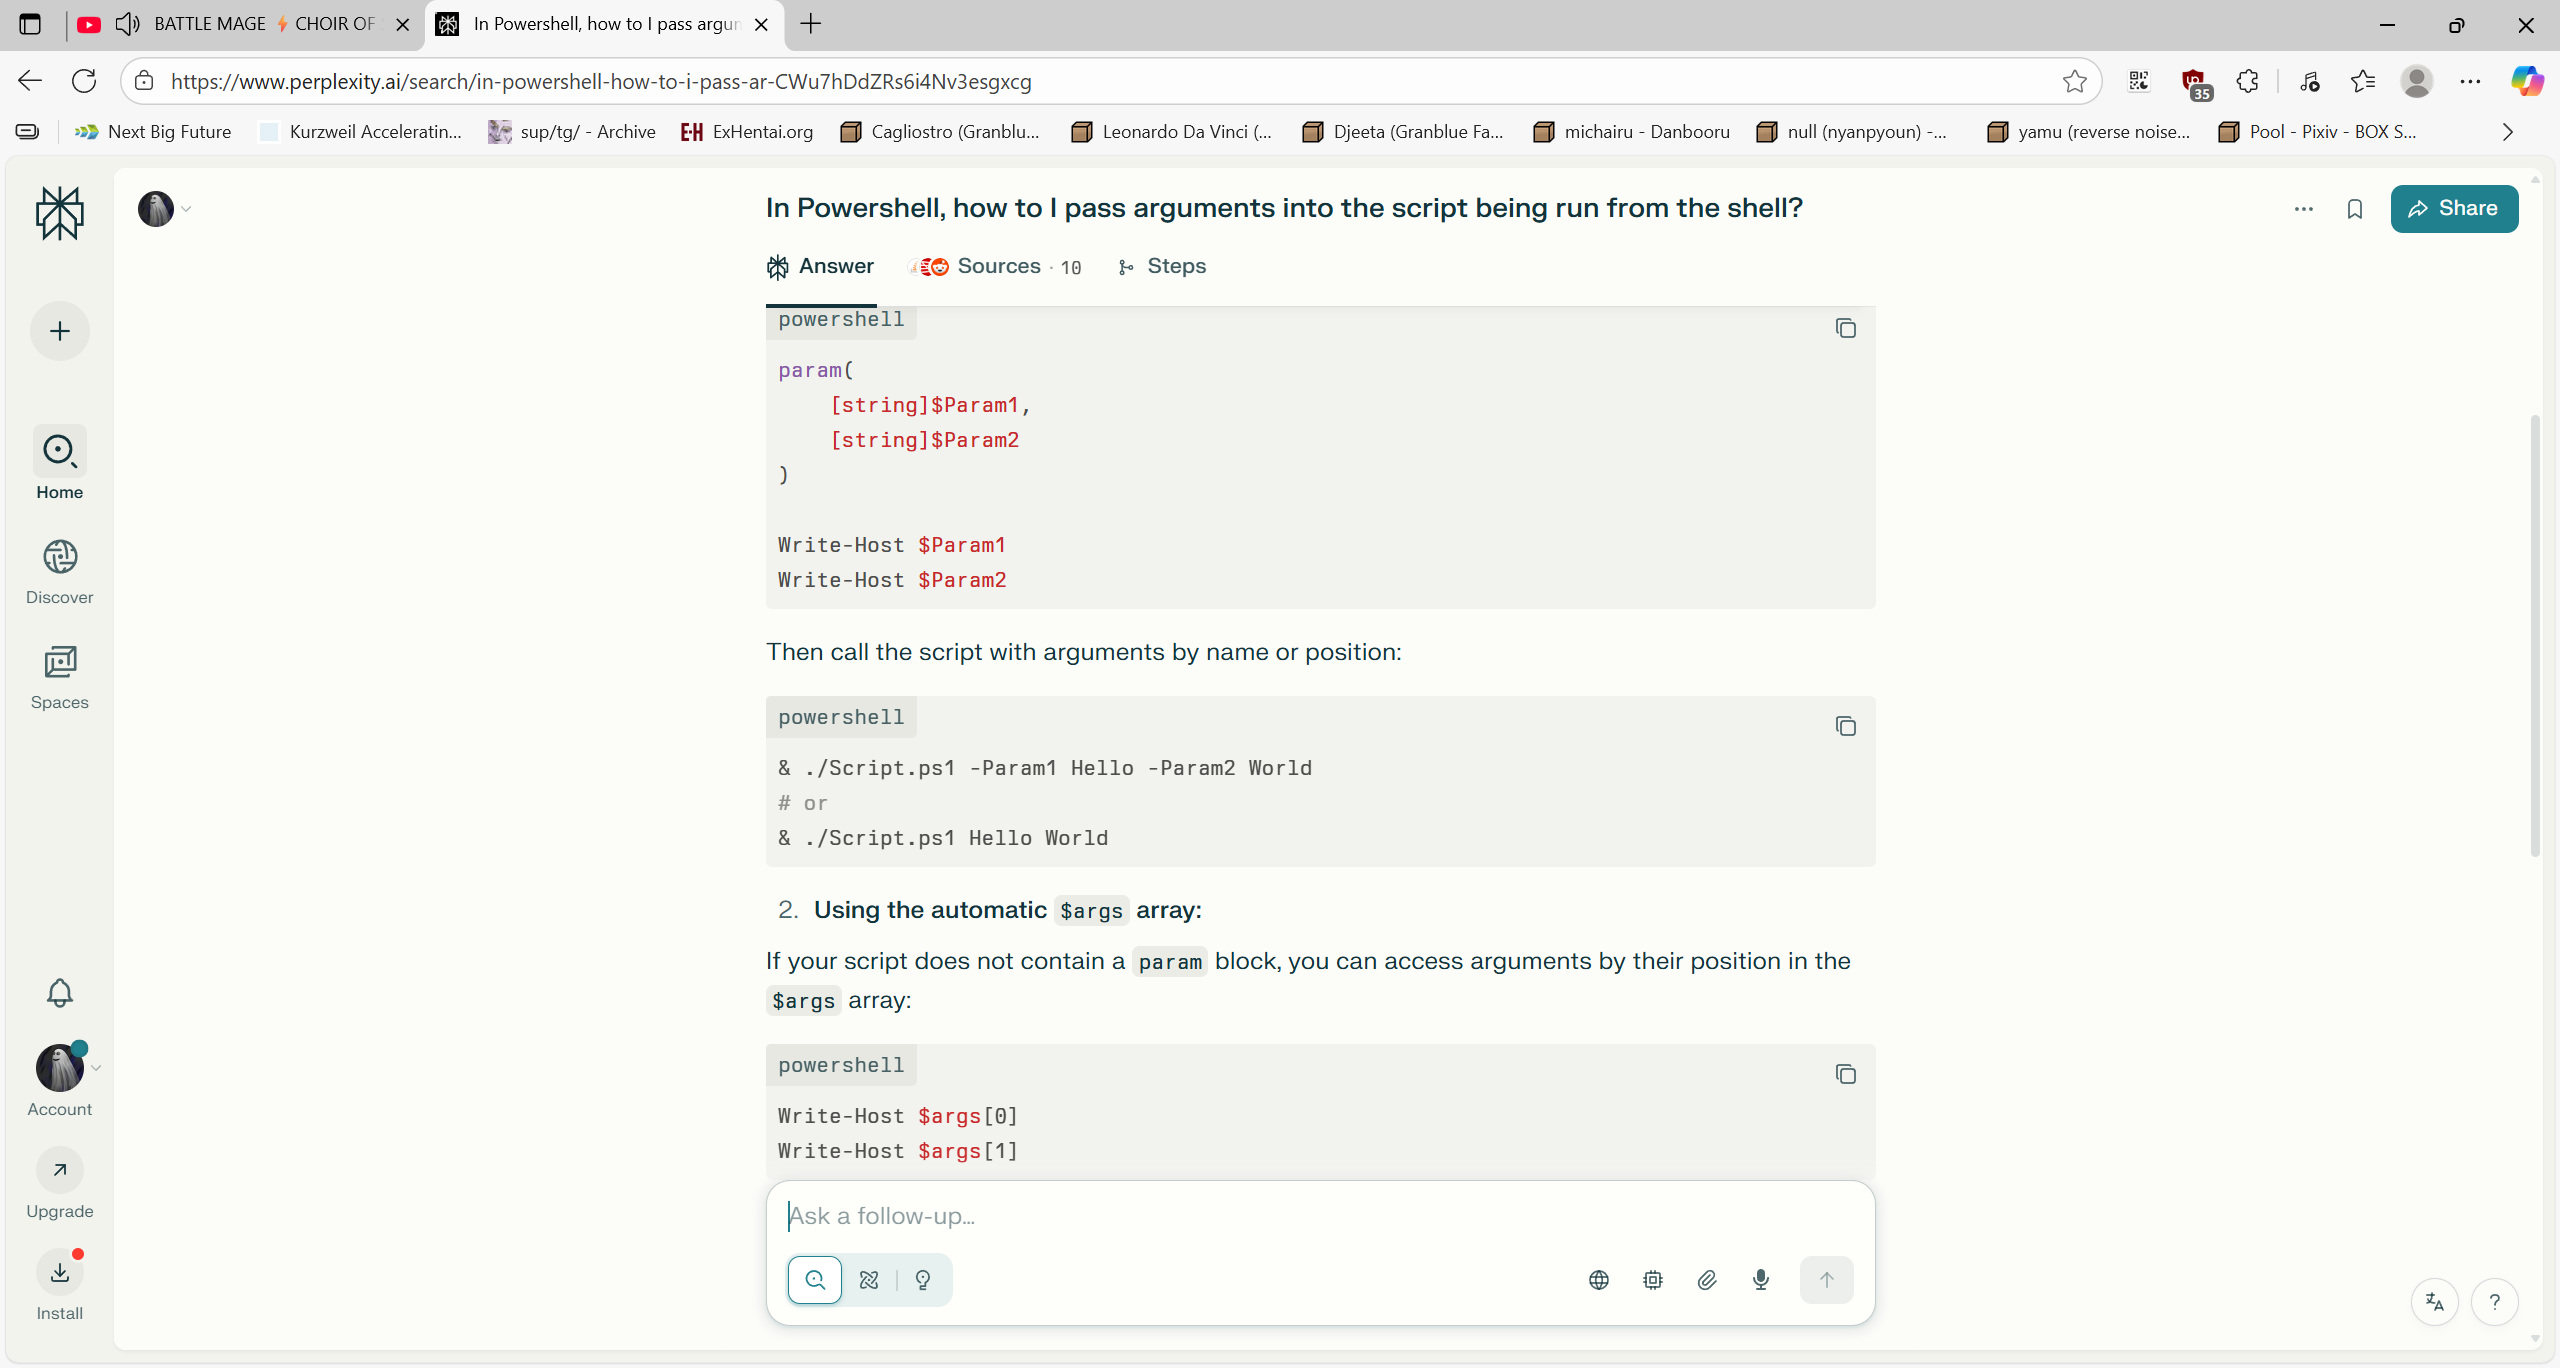 BATTLE MAGE ⚡ CHOIR OF
In Powershell, how to I pass argun
https://www.perplexity.ai/search/in-powershell-how-to-i-pass-ar-CWu7hDdZRs6i4Nv3esgxcg
35
Next Big Future
Kurzweil Acceleratin...
sup/tg/ - Archive
E-H ExHentai.org
Cagliostro (Granblu...
Leonardo Da Vinci (...
Djeeta (Granblue Fa...
michairu - Danbooru
null (nyanpyoun) -...
yamu (reverse noise...
Pool - Pixiv - BOX S...
In Powershell, how to I pass arguments into the script being run from the shell?
Share
Answer
Sources · 10
Steps
powershell
param(
[string]$Param1,
[string]$Param2
)
Write-Host $Param1
Write-Host $Param2
Then call the script with arguments by name or position:
powershell
& ./Script.ps1 -Param1 Hello -Param2 World
# or
& ./Script.ps1 Hello World
2. Using the automatic $args array:
If your script does not contain a param block, you can access arguments by their position in the
$args array:
powershell
Write-Host $args[0]
Write-Host $args[1]
Ask a follow-up...
Home
Discover
Spaces
Account
Upgrade
Install
?